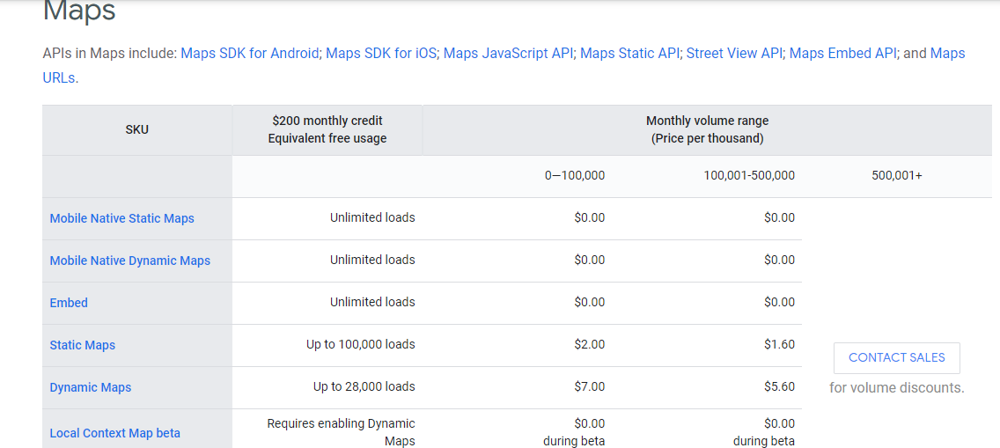 Maps
APIs in Maps include: Maps SDK for Android; Maps SDK for iOS; Maps JavaScript API; Maps Static API; Street View API; Maps Embed API; and Maps
URLs.
SKU
$200 monthly credit
Equivalent free usage
Monthly volume range
(Price per thousand)
0—100,000 100,001-500,000 500,001+
Mobile Native Static Maps Unlimited loads $0.00 $0.00
Mobile Native Dynamic Maps Unlimited loads $0.00 $0.00
Embed Unlimited loads $0.00 $0.00
Static Maps Up to 100,000 loads $2.00 $1.60
CONTACT SALES
for volume discounts.
Dynamic Maps Up to 28,000 loads $7.00 $5.60
Local Context Map beta
Requires enabling Dynamic
Maps
$0.00
during beta
$0.00
during beta